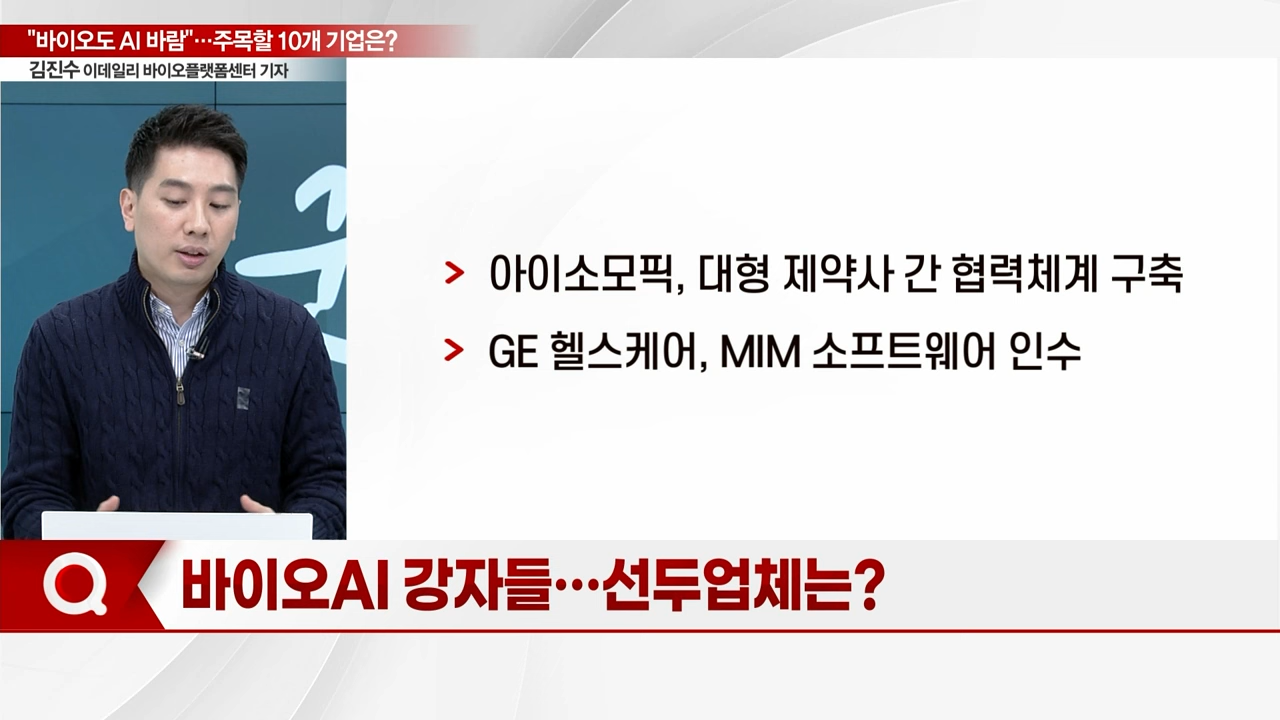 "바이오도 AI 바람"…주목할 10개 기업은?
김진수 이데일리 바이오플랫폼센터 기자
> 아이소모픽, 대형 제약사 간 협력체계 구축
> GE 헬스케어, MIM 소프트웨어 인수
Q 바이오AI 강자들…선두업체는?